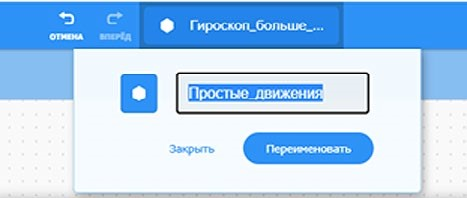 ОТМЕНА
ВПЕРЁД
Гироскоп_больше_...
Простые_движения
Закрыть
Переименовать